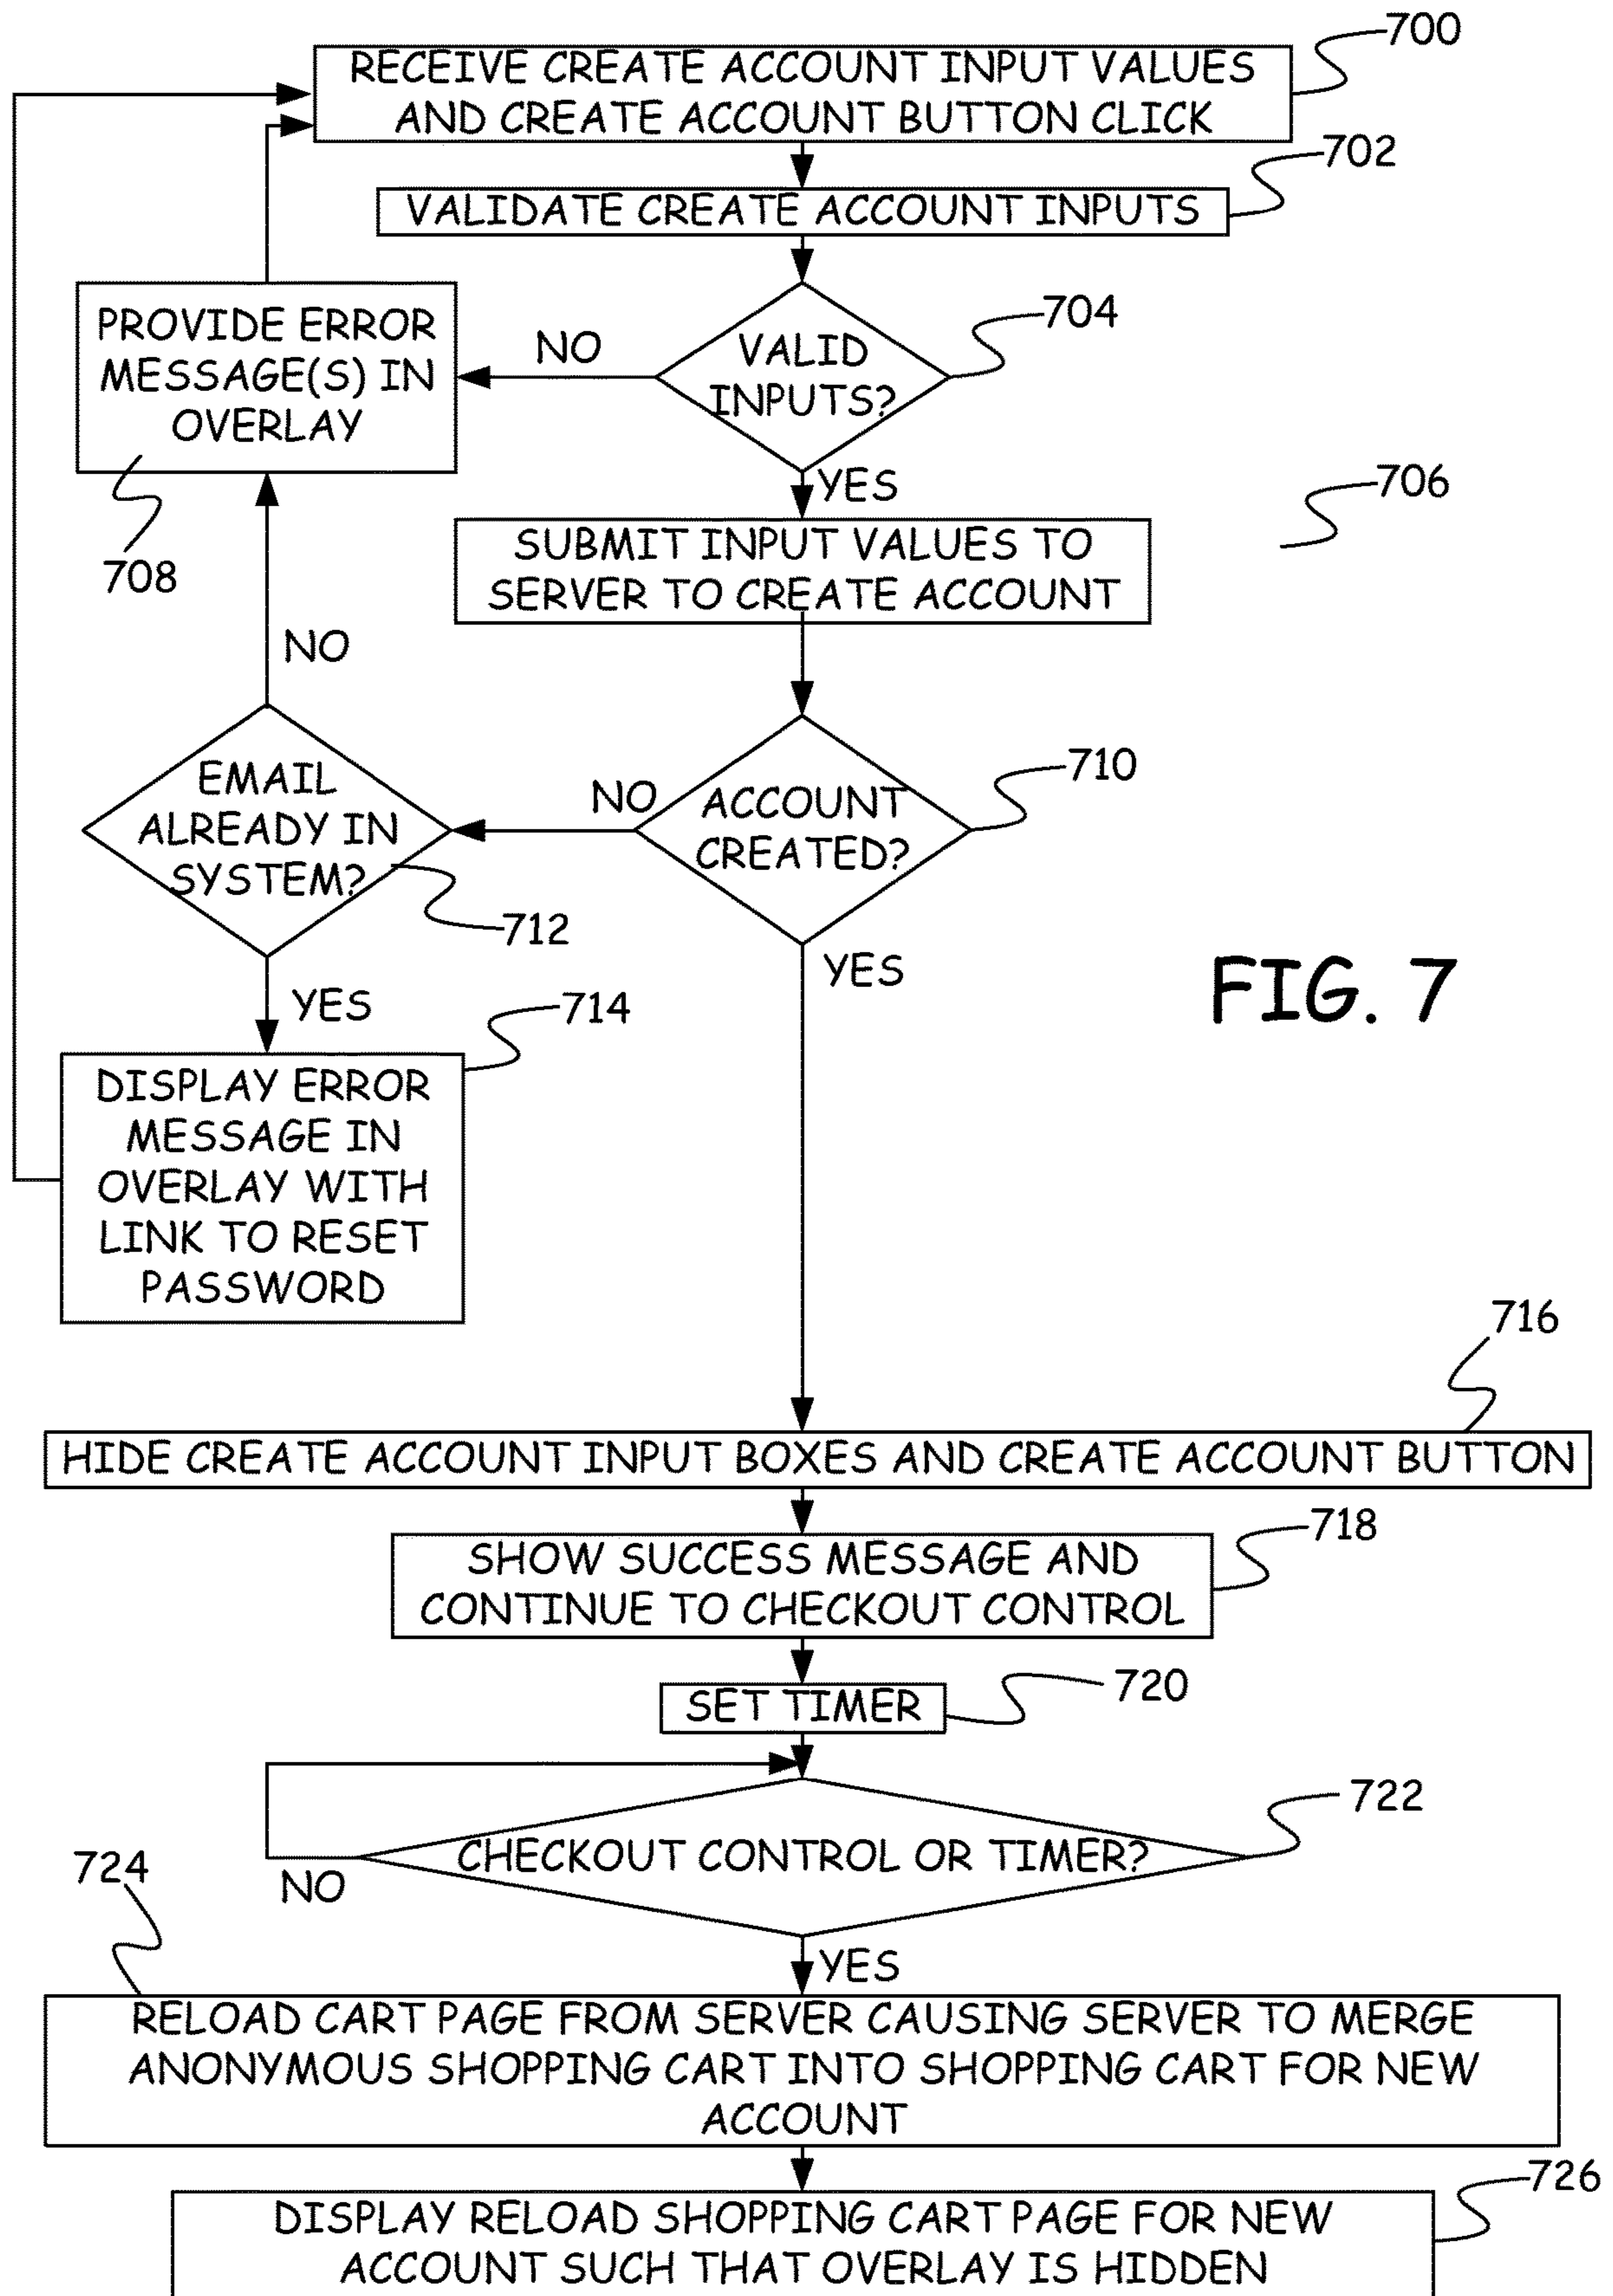 700
RECEIVE CREATE ACCOUNT INPUT VALUES
AND CREATE ACCOUNT BUTTON CLICK
702
VALIDATE CREATE ACCOUNT INPUTS
704
VALID
INPUTS?
NO
PROVIDE ERROR
MESSAGE(S) IN
OVERLAY
708
YES
706
SUBMIT INPUT VALUES TO
SERVER TO CREATE ACCOUNT
NO
710
ACCOUNT
CREATED?
NO
EMAIL
ALREADY IN
SYSTEM?
712
YES
YES
FIG. 7
714
DISPLAY ERROR
MESSAGE IN
OVERLAY WITH
LINK TO RESET
PASSWORD
716
HIDE CREATE ACCOUNT INPUT BOXES AND CREATE ACCOUNT BUTTON
718
SHOW SUCCESS MESSAGE AND
CONTINUE TO CHECKOUT CONTROL
720
SET TIMER
722
CHECKOUT CONTROL OR TIMER?
NO
724
YES
RELOAD CART PAGE FROM SERVER CAUSING SERVER TO MERGE
ANONYMOUS SHOPPING CART INTO SHOPPING CART FOR NEW
ACCOUNT
726
DISPLAY RELOAD SHOPPING CART PAGE FOR NEW
ACCOUNT SUCH THAT OVERLAY IS HIDDEN